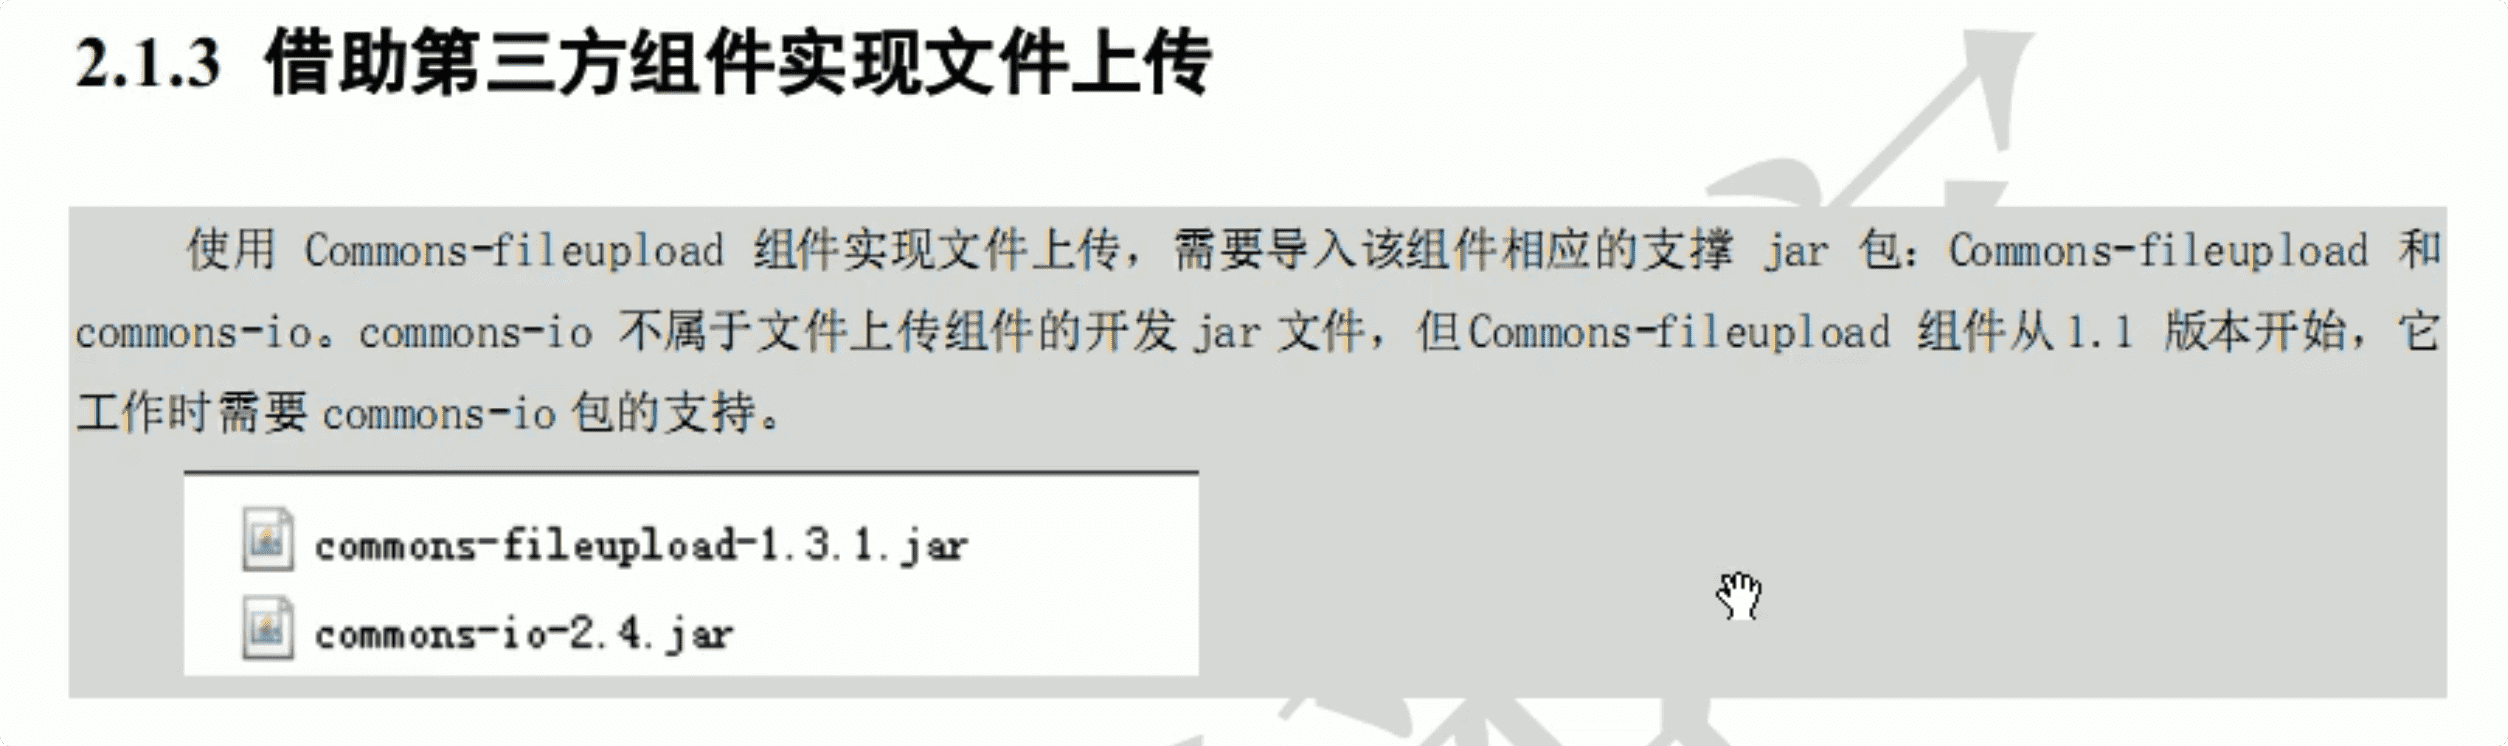 2.1.3 借助第三方组件实现文件上传
使用 Commons-fileupload 组件实现文件上传，需要导入该组件相应的支撑 jar 包：Commons-fileupload 和
commons-io。commons-io 不属于文件上传组件的开发 jar 文件，但Commons-fileupload 组件从1.1 版本开始，它
工作时需要 commons-io 包的支持。
commons-fileupload-1.3.1.jar
commons-io-2.4.jar